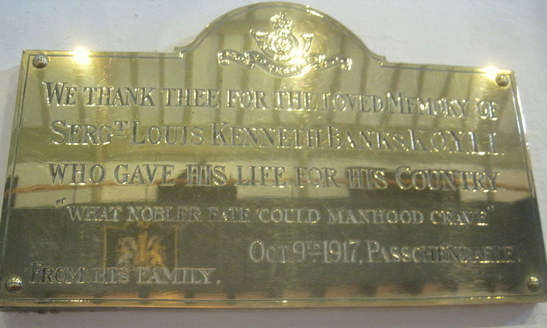 WE THANK THEE FOR THE LOVED MEMORY OF
SERGT LOUIS KENNETH BANKS, K.O.Y.L.I.
WHO GAVE HIS LIFE FOR HIS COUNTRY
"WHAT NOBLER FATE COULD MANHOOD CRAVE"
OCT. 9TH 1917, PASSCHENDAELE.
FROM HIS FAMILY.